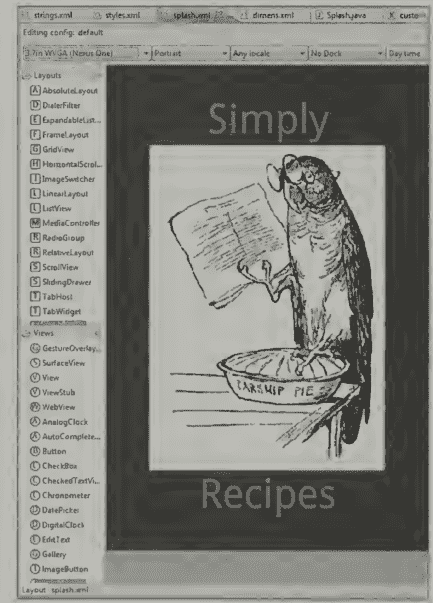 strings.xml styles.xml splash.xml dimens.xml Splash.java custom
Editing config: default
3.7in WVGA (Nexus One) Portrait Any locale No Dock Day time
Layouts
AbsoluteLayout
DialerFilter
ExpandableList...
FrameLayout
GridView
HorizontalScrol...
ImageSwitcher
LinearLayout
ListView
MediaController
RadioGroup
RelativeLayout
ScrollView
SlidingDrawer
TabHost
TabWidget
Views
GestureOverlay...
SurfaceView
View
ViewStub
WebView
AnalogClock
AutoComplete...
Button
CheckBox
CheckedTextVi...
Chronometer
DatePicker
DigitalClock
EditText
Gallery
ImageButton
Layout splash.xml
Simply
PARSNIP PIE
Recipes